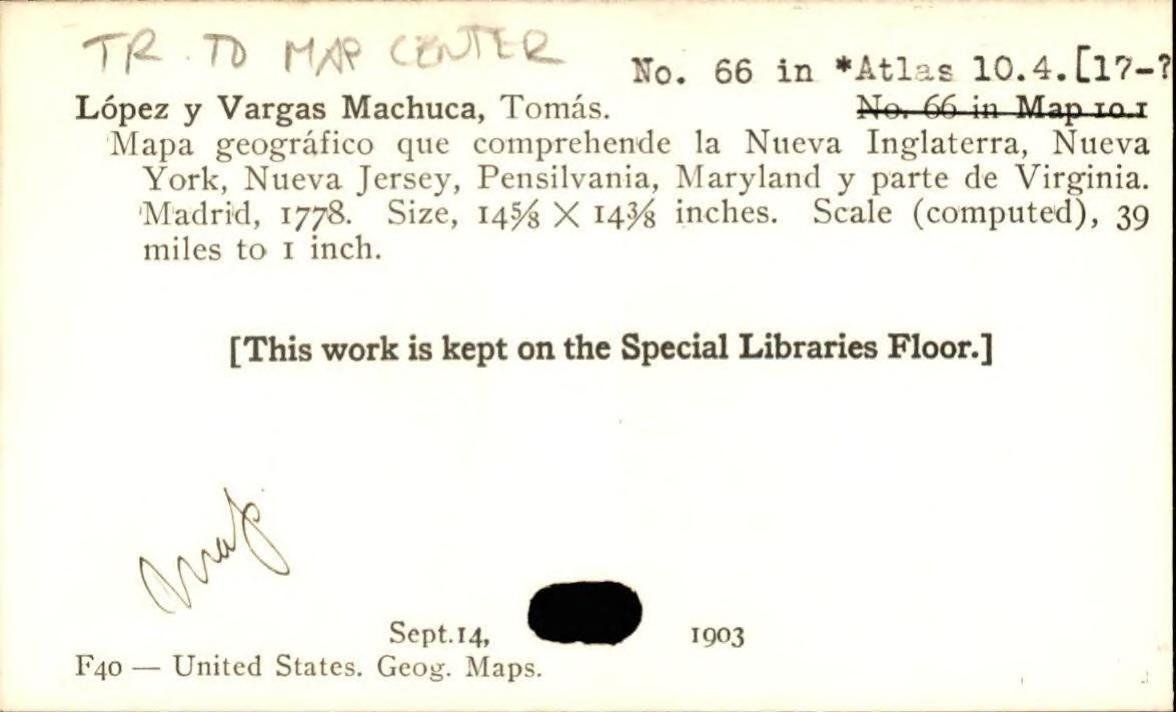 TR. TO MAP CENTER
No. 66 in *Atlas 10.4.[17-?
López y Vargas Machuca, Tomás.
No. 66 in Map 10.1
Mapa geográfico que comprehende la Nueva Inglaterra, Nueva
York, Nueva Jersey, Pensilvania, Maryland y parte de Virginia.
Madrid, 1778. Size, 14⅝ X 14⅜ inches. Scale (computed), 39
miles to 1 inch.
[This work is kept on the Special Libraries Floor.]
Map
Sept.14, 1903
F40 — United States. Geog. Maps.